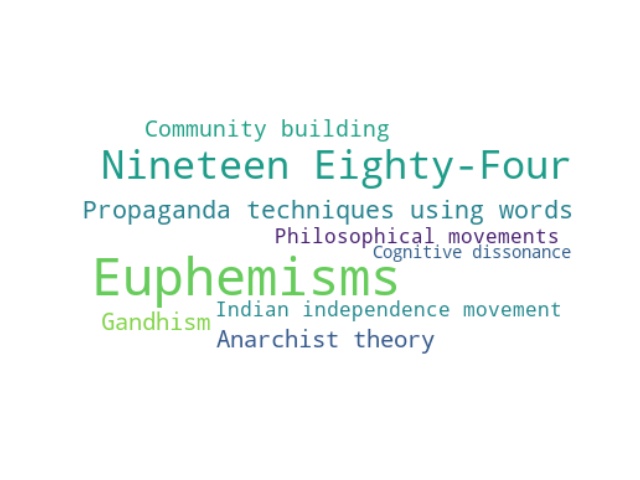 Community building
Nineteen Eighty-Four
Propaganda techniques using words
Philosophical movements
Cognitive dissonance
Euphemisms
Indian independence movement
Gandhism
Anarchist theory